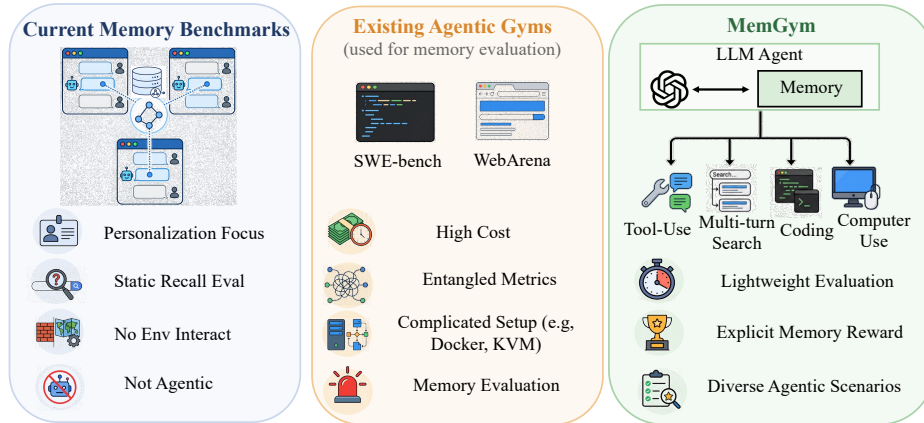 Current Memory Benchmarks
Personalization Focus
Static Recall Eval
No Env Interact
Not Agentic
Existing Agentic Gyms
(used for memory evaluation)
SWE-bench
WebArena
High Cost
Entangled Metrics
Complicated Setup (e.g,
Docker, KVM)
Memory Evaluation
MemGym
LLM Agent
Memory
Search...
Tool-Use
Multi-turn
Search
Coding
Computer
Use
Lightweight Evaluation
Explicit Memory Reward
Diverse Agentic Scenarios